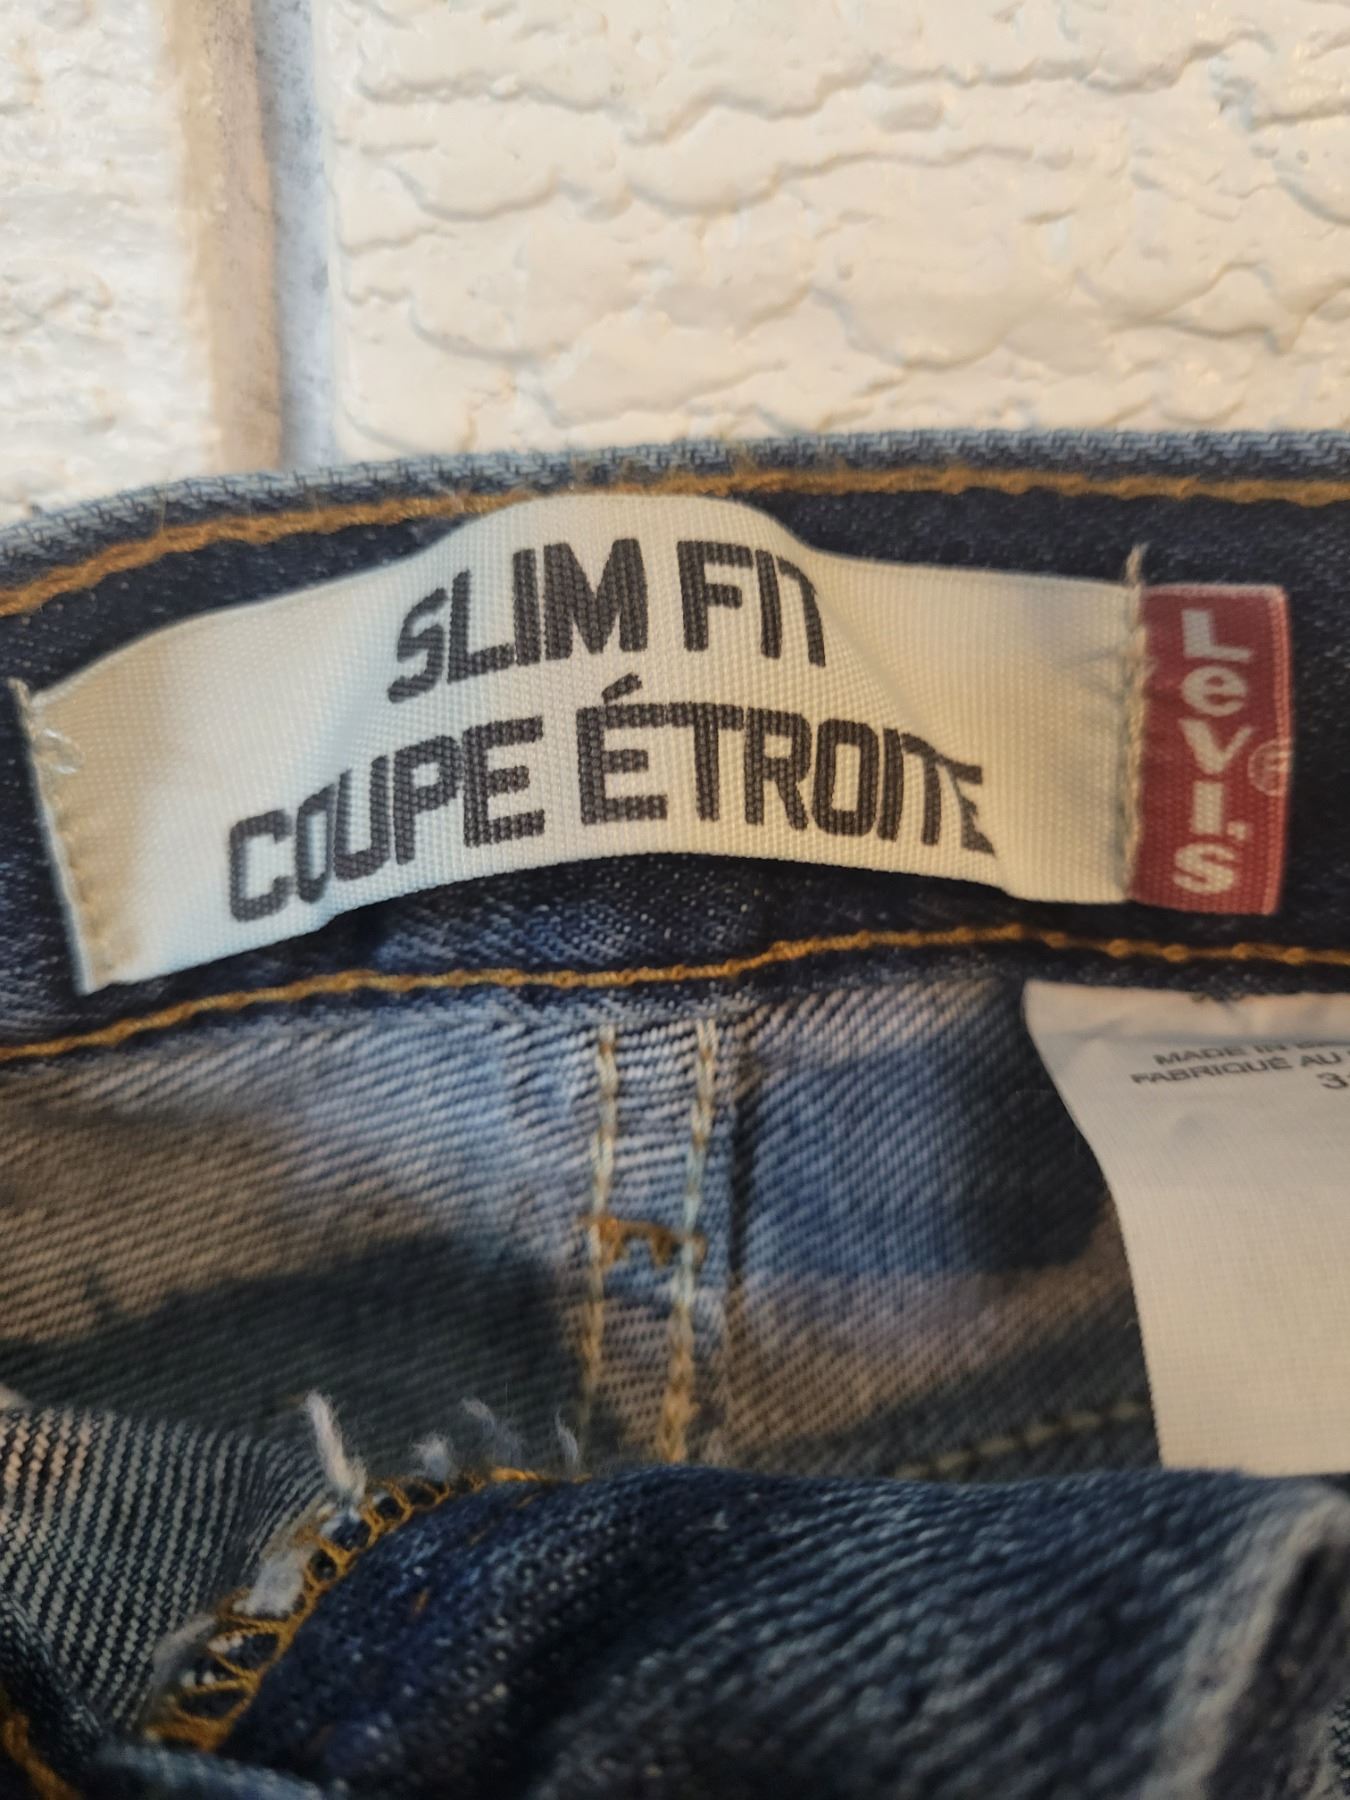 SLIM FIT
COUPE ÉTROITE
Levi's
®
MADE IN
FABRIQUÉ AU